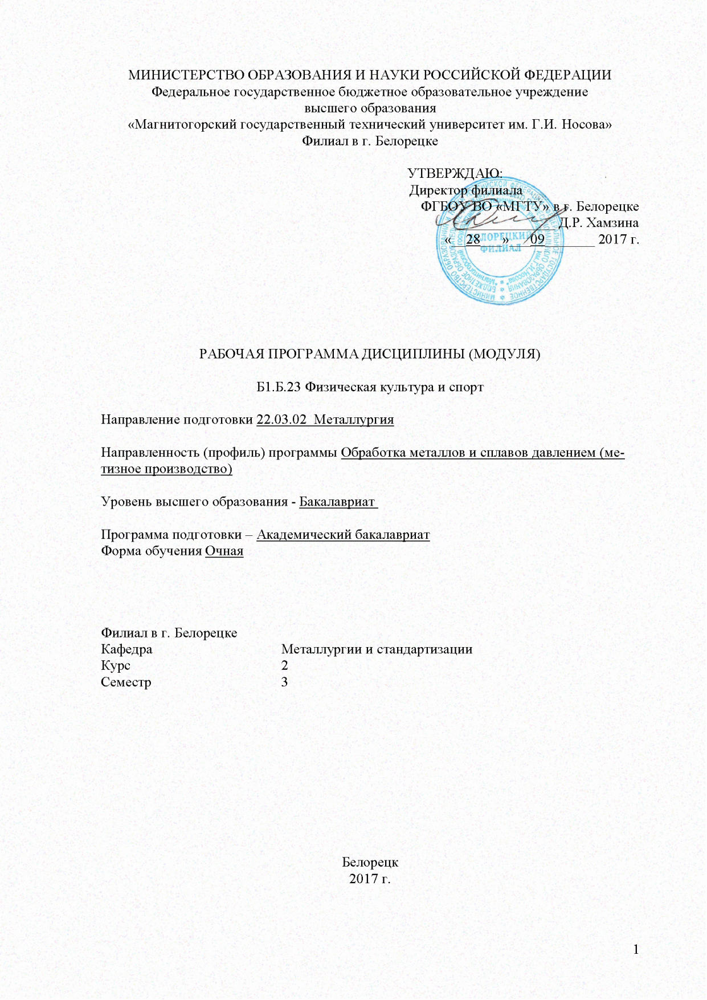 МИНИСТЕРСТВО ОБРАЗОВАНИЯ И НАУКИ РОССИЙСКОЙ ФЕДЕРАЦИИ
Федеральное государственное бюджетное образовательное учреждение
высшего образования
«Магнитогорский государственный технический университет им. Г.И. Носова»
Филиал в г. Белорецке
УТВЕРЖДАЮ:
Директор филиала
ФГБОУ ВО «МГТУ» в г. Белорецке
Д.Р. Хамзина
« 28 » 09 2017 г.
БЕЛОРЕЦКИЙ
ФИЛИАЛ
РАБОЧАЯ ПРОГРАММА ДИСЦИПЛИНЫ (МОДУЛЯ)
Б1.Б.23 Физическая культура и спорт
Направление подготовки 22.03.02 Металлургия
Направленность (профиль) программы Обработка металлов и сплавов давлением (ме-
тизное производство)
Уровень высшего образования - Бакалавриат
Программа подготовки – Академический бакалавриат
Форма обучения Очная
Филиал в г. Белорецке
Кафедра Металлургии и стандартизации
Курс 2
Семестр 3
Белорецк
2017 г.
1